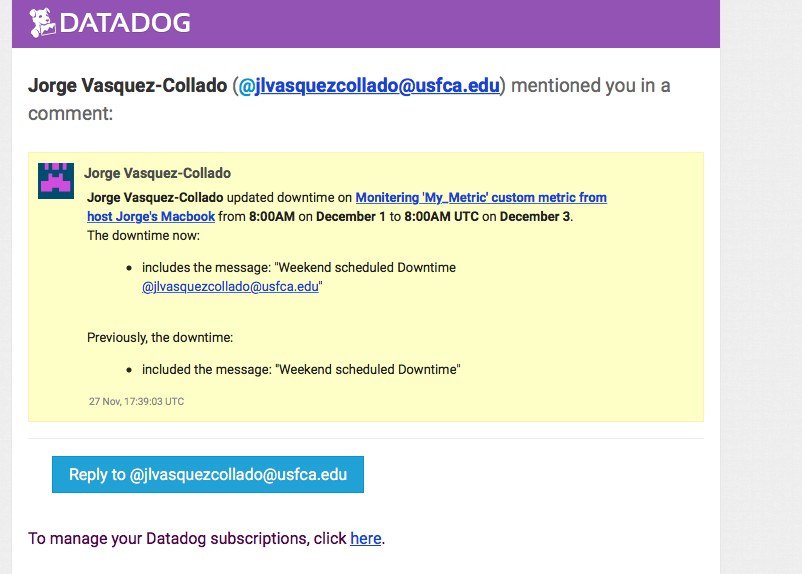 DATADOG
Jorge Vasquez-Collado (@jlvasquezcollado@usfca.edu) mentioned you in a
comment:
Jorge Vasquez-Collado
Jorge Vasquez-Collado updated downtime on Monitering 'My_Metric' custom metric from
host Jorge's Macbook from 8:00AM on December 1 to 8:00AM UTC on December 3.
The downtime now:
• includes the message: "Weekend scheduled Downtime
@jlvasquezcollado@usfca.edu"
Previously, the downtime:
• included the message: "Weekend scheduled Downtime"
27 Nov, 17:39:03 UTC
Reply to @jlvasquezcollado@usfca.edu
To manage your Datadog subscriptions, click here.